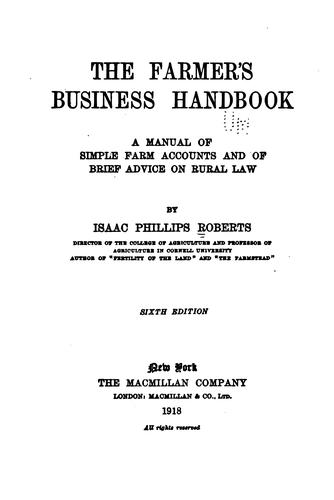 THE FARMER'S
BUSINESS HANDBOOK
A MANUAL OF
SIMPLE FARM ACCOUNTS AND OF
BRIEF ADVICE ON RURAL LAW
BY
ISAAC PHILLIPS ROBERTS
DIRECTOR OF THE COLLEGE OF AGRICULTURE AND PROFESSOR OF
AGRICULTURE IN CORNELL UNIVERSITY
AUTHOR OF "FERTILITY OF THE LAND" AND "THE FARMSTEAD"
SIXTH EDITION
New York
THE MACMILLAN COMPANY
LONDON: MACMILLAN & CO., LTD.
1918
All rights reserved